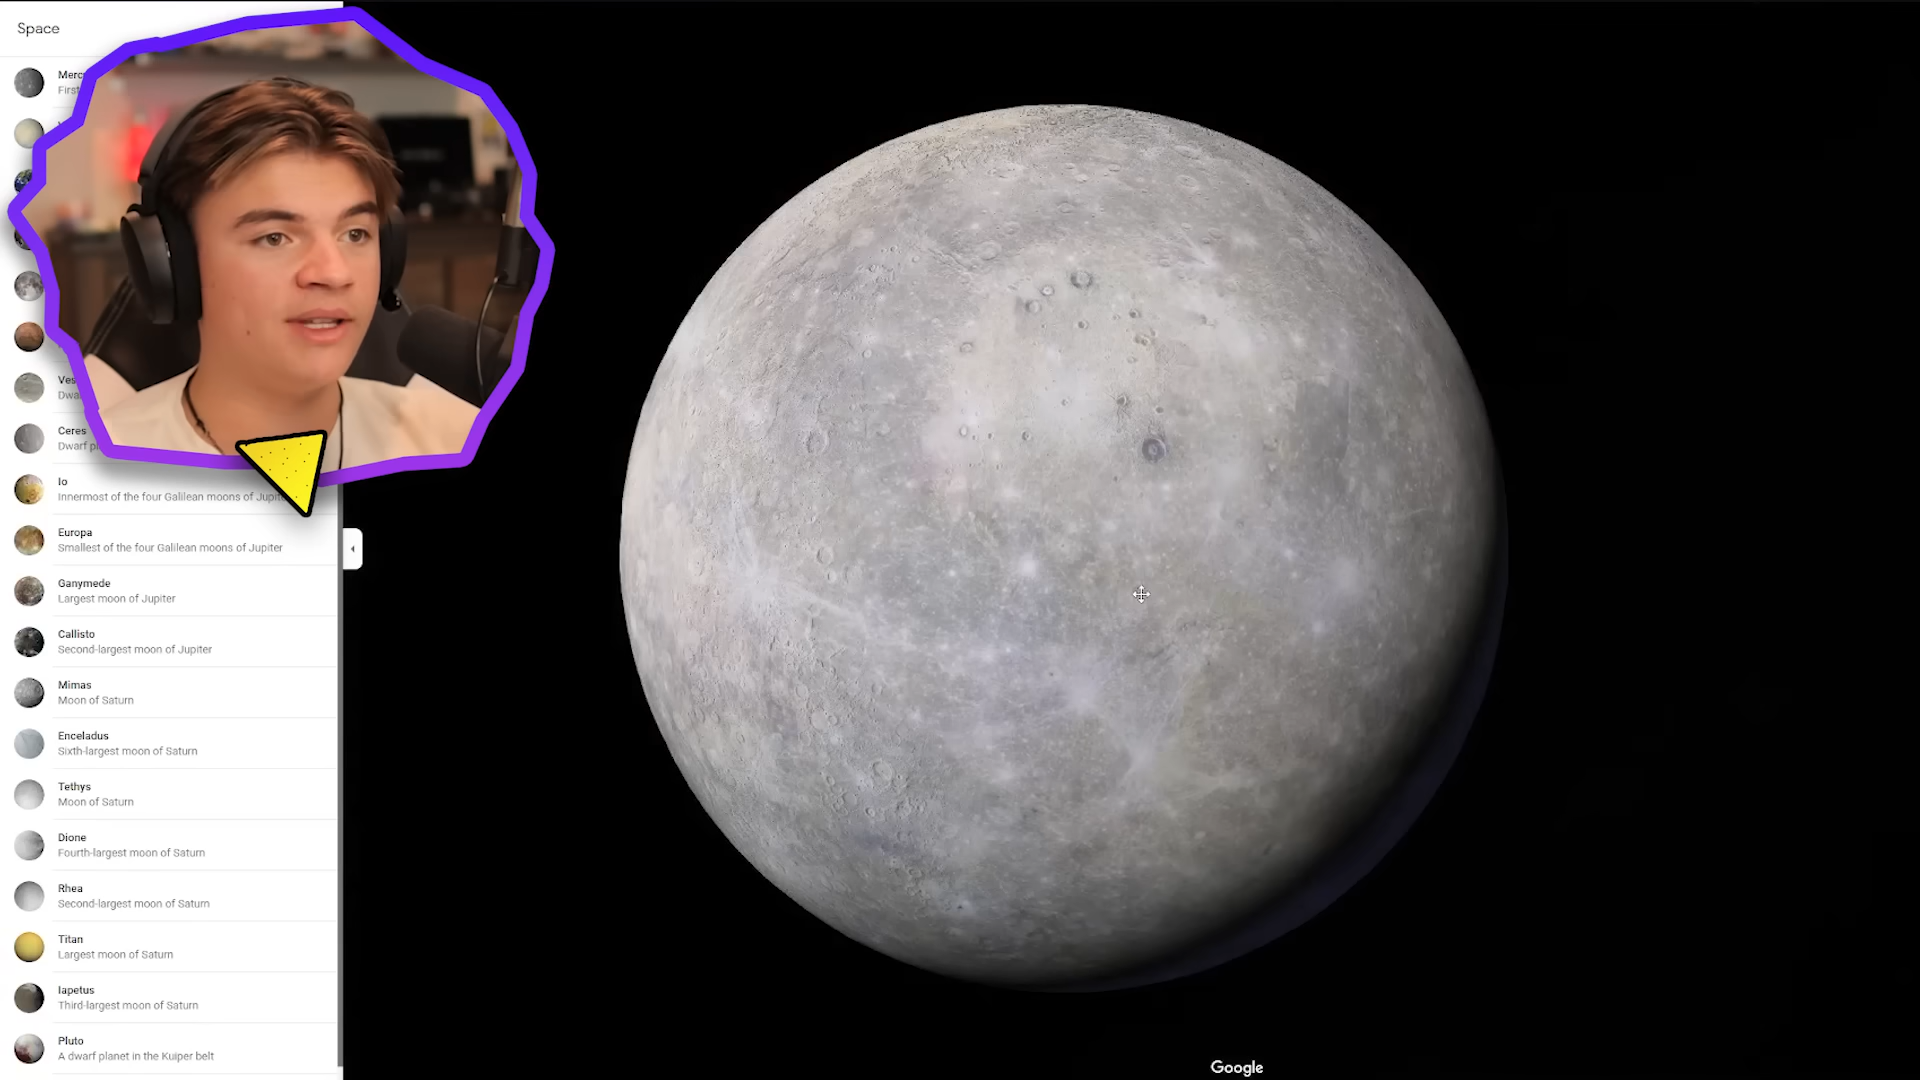 Space
Merc
First
Ves
Dwa
Ceres
Dwarf p
Io
Innermost of the four Galilean moons of Jupit
Europa
Smallest of the four Galilean moons of Jupiter
Ganymede
Largest moon of Jupiter
Callisto
Second-largest moon of Jupiter
Mimas
Moon of Saturn
Enceladus
Sixth-largest moon of Saturn
Tethys
Moon of Saturn
Dione
Fourth-largest moon of Saturn
Rhea
Second-largest moon of Saturn
Titan
Largest moon of Saturn
Iapetus
Third-largest moon of Saturn
Pluto
A dwarf planet in the Kuiper belt
Google